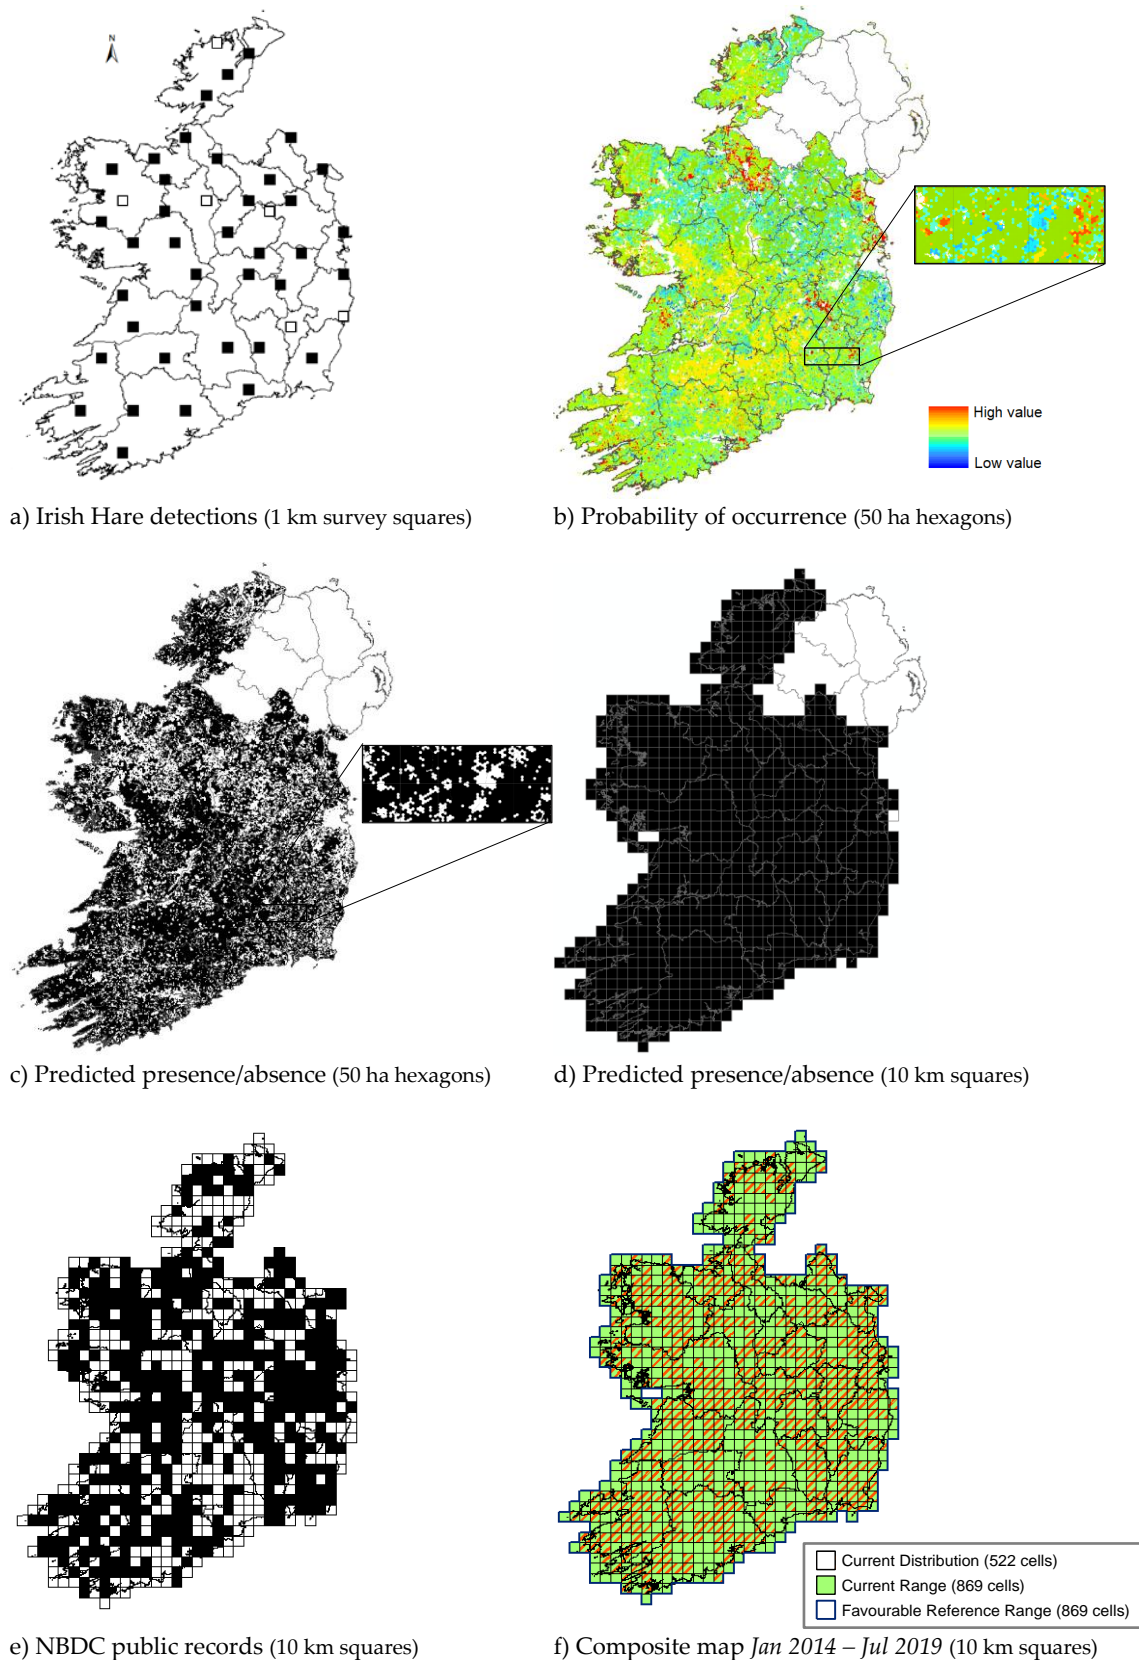 N
High value
Low value
a) Irish Hare detections (1 km survey squares)
b) Probability of occurrence (50 ha hexagons)
c) Predicted presence/absence (50 ha hexagons)
d) Predicted presence/absence (10 km squares)
Current Distribution (522 cells)
Current Range (869 cells)
Favourable Reference Range (869 cells)
e) NBDC public records (10 km squares)
f) Composite map Jan 2014 – Jul 2019 (10 km squares)